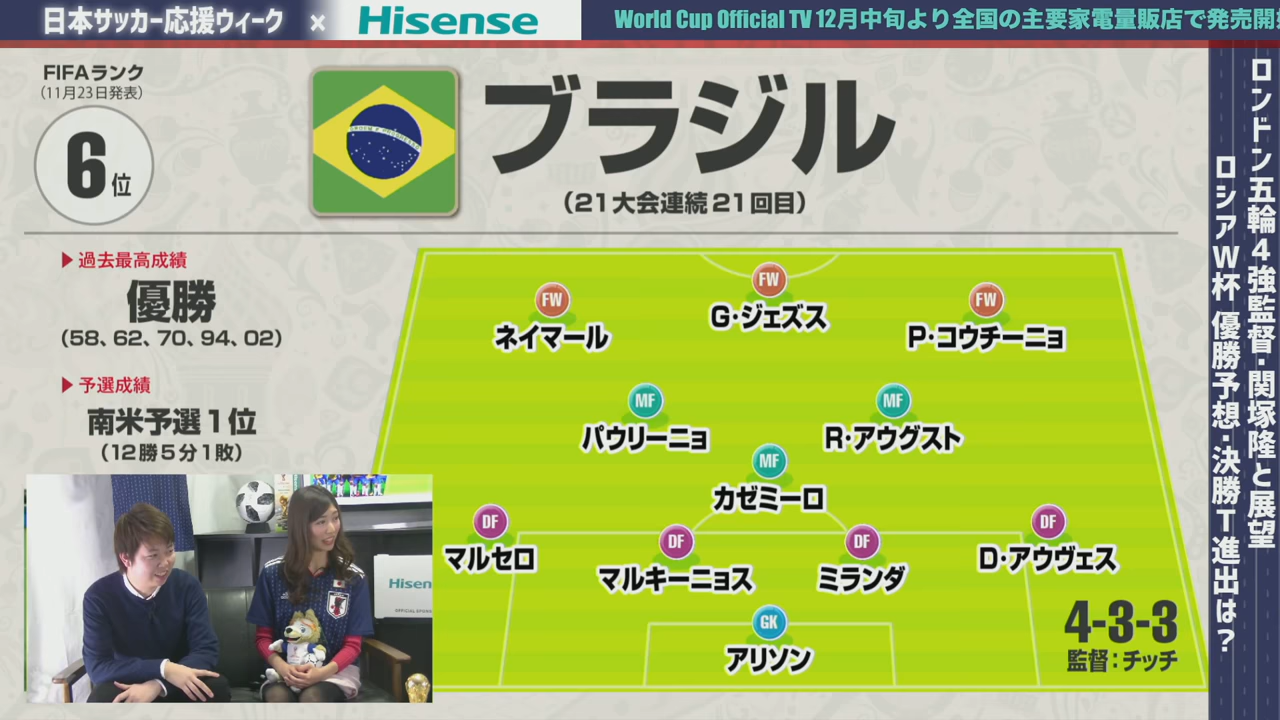 日本サッカー応援ウィーク × Hisense
World Cup Official TV 12月中旬より全国の主要家電量販店で発売開
ロンドン五輪4強監督・関塚隆と展望
ロシアW杯 優勝予想・決勝T進出は?
FIFAランク
(11月23日発表)
6位
ブラジル
(21大会連続21回目)
▶過去最高成績
優勝
(58、62、70、94、02)
▶予選成績
南米予選1位
(12勝5分1敗)
FW
ネイマール
FW
G・ジェズス
FW
P・コウチーニョ
MF
パウリーニョ
MF
R・アウグスト
MF
カゼミーロ
DF
マルセロ
DF
マルキーニョス
DF
ミランダ
DF
D・アウヴェス
GK
アリソン
4-3-3
監督:チッチ
Hisen